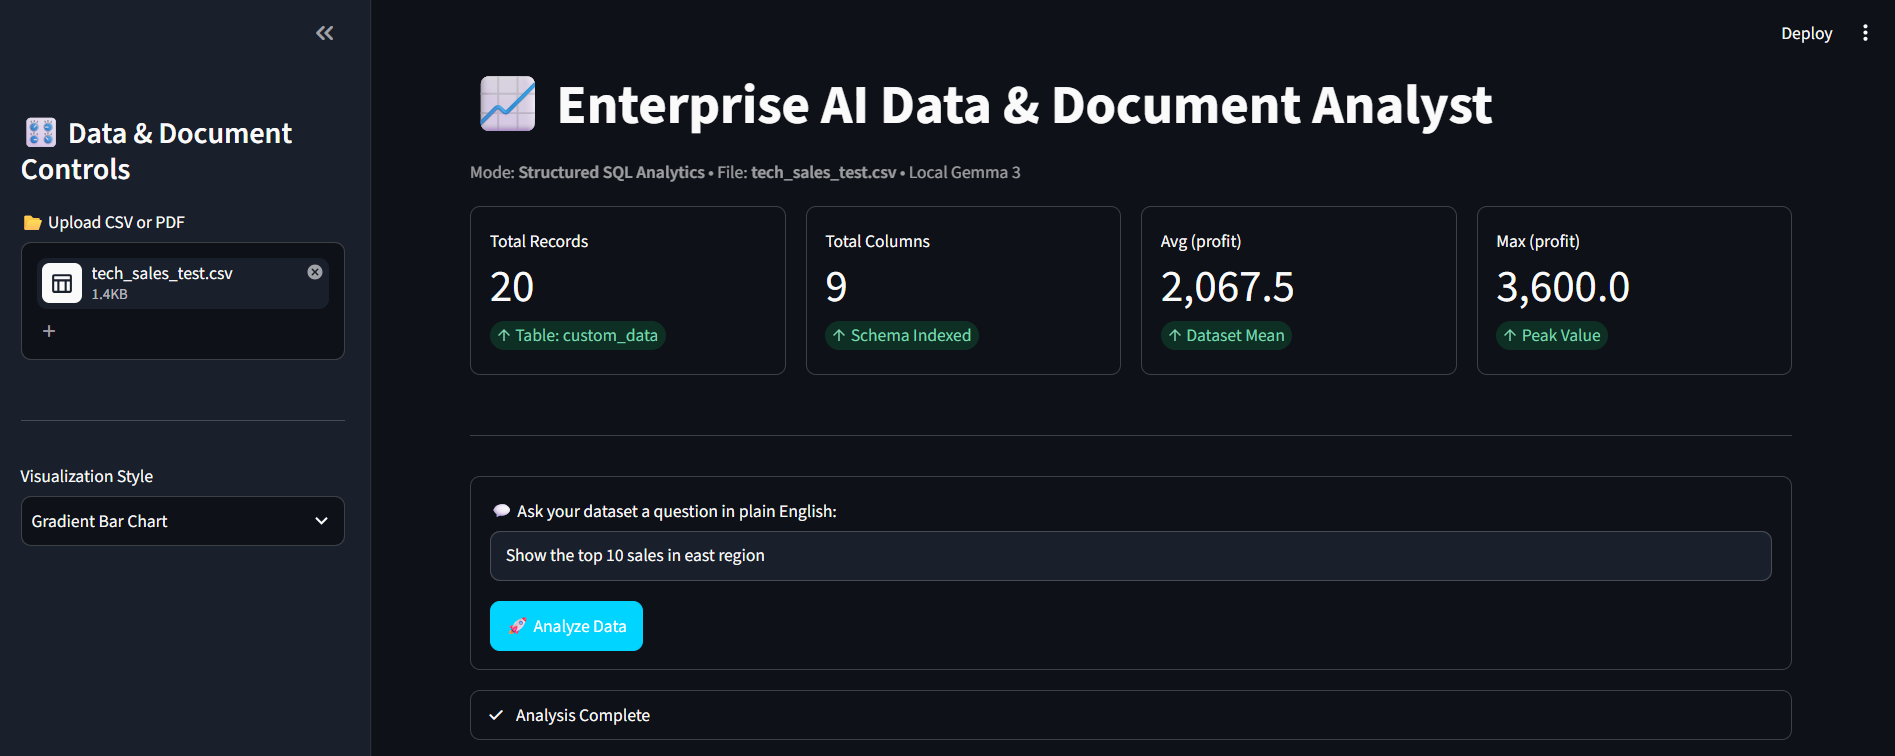 Deploy
Data & Document
Controls
Upload CSV or PDF
tech_sales_test.csv
1.4KB
Visualization Style
Gradient Bar Chart
Enterprise AI Data & Document Analyst
Mode: Structured SQL Analytics • File: tech_sales_test.csv • Local Gemma 3
Total Records
20
↑ Table: custom_data
Total Columns
9
↑ Schema Indexed
Avg (profit)
2,067.5
↑ Dataset Mean
Max (profit)
3,600.0
↑ Peak Value
Ask your dataset a question in plain English:
Show the top 10 sales in east region
Analyze Data
Analysis Complete